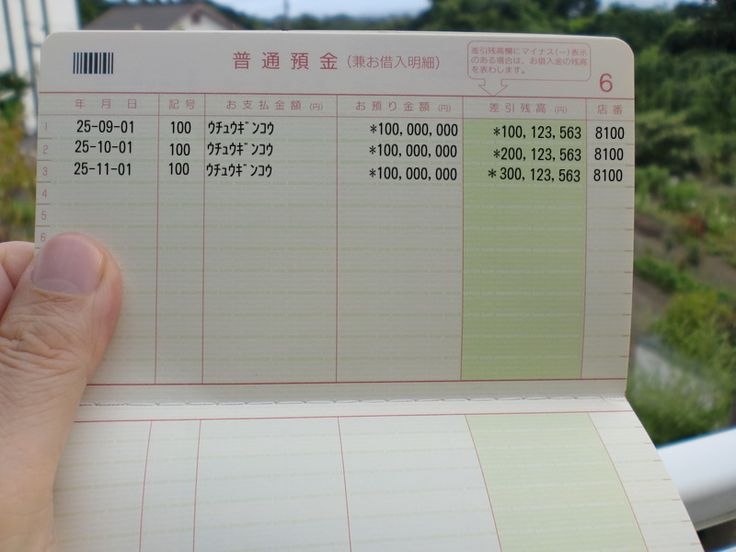 普通預金(兼お借入明細)
差引残高欄にマイナス(-)表示
のある場合は、お借入金の残高
を表わします。
6
年月日 記号 お支払金額(円) お預り金額(円) 差引残高(円) 店番
1 25-09-01 100 ウチュウギンコウ *100,000,000 *100,123,563 8100
2 25-10-01 100 ウチュウギンコウ *100,000,000 *200,123,563 8100
3 25-11-01 100 ウチュウギンコウ *100,000,000 *300,123,563 8100
4
5
6